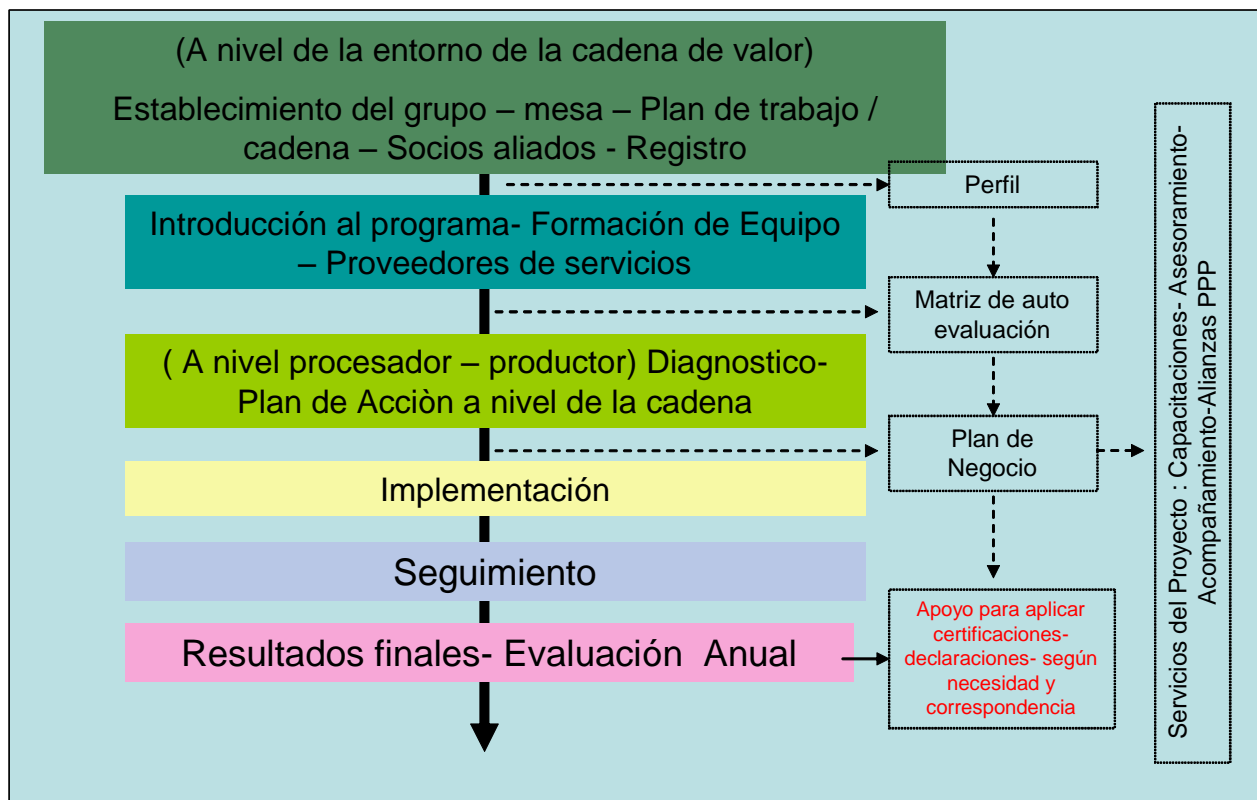 (A nivel de la entorno de la cadena de valor)
Establecimiento del grupo – mesa – Plan de trabajo /
cadena – Socios aliados - Registro
Perfil
Introducción al programa- Formación de Equipo
– Proveedores de servicios
Matriz de auto
evaluación
( A nivel procesador – productor) Diagnostico-
Plan de Acciòn a nivel de la cadena
Plan de
Negocio
Implementación
Seguimiento
Resultados finales- Evaluación  Anual
Apoyo para aplicar
certificaciones-
declaraciones- según
necesidad y
correspondencia
Servicios del Proyecto : Capacitaciones- Asesoramiento-
Acompañamiento-Alianzas PPP